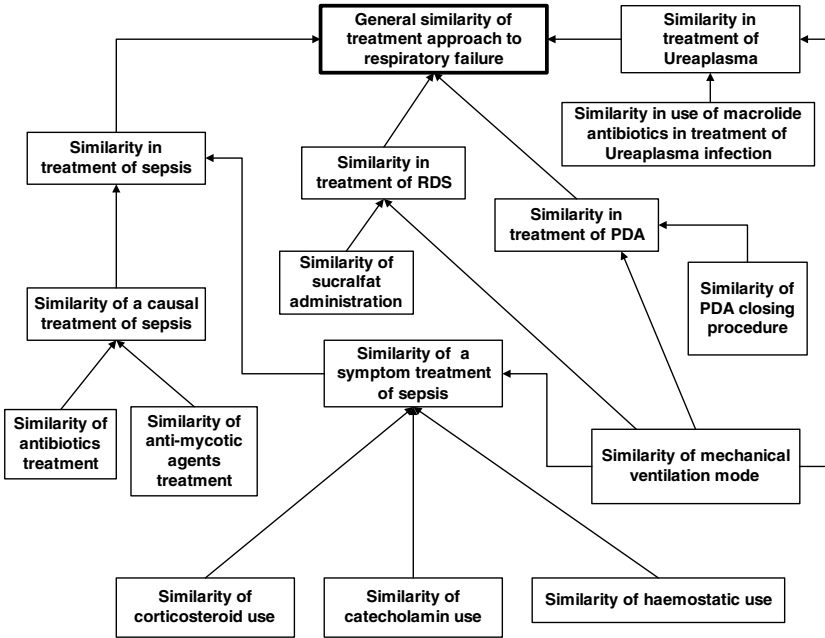 General similarity of
treatment approach to
respiratory failure
Similarity in
treatment of
Ureaplasma
Similarity in use of macrolide
antibiotics in treatment of
Ureaplasma infection
Similarity in
treatment of sepsis
Similarity in
treatment of RDS
Similarity in
treatment of PDA
Similarity of
sucralfat
administration
Similarity of
PDA closing
procedure
Similarity of a causal
treatment of sepsis
Similarity of a
symptom treatment
of sepsis
Similarity of
antibiotics
treatment
Similarity of
anti-mycotic
agents
treatment
Similarity of mechanical
ventilation mode
Similarity of
corticosteroid use
Similarity of
catecholamin use
Similarity of haemostatic use